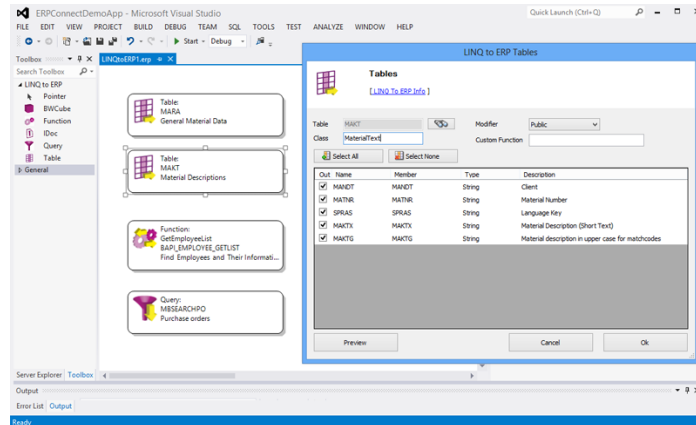 ERPConnectDemoApp - Microsoft Visual Studio
Quick Launch (Ctrl+Q)
FILE EDIT VIEW PROJECT BUILD DEBUG TEAM SQL TOOLS TEST ANALYZE WINDOW HELP
Start - Debug
Toolbox
LINQtoERP1.erp
Search Toolbox
LINQ to ERP
Pointer
BWCube
Function
IDoc
Query
Table
General
Table:
MARA
General Material Data
Table:
MAKT
Material Descriptions
Function:
GetEmployeeList
BAPI_EMPLOYEE_GETLIST
Find Employees and Their Informati...
Query:
MBSEARCHPO
Purchase orders
LINQ to ERP Tables
Tables
[ LINQ To ERP Info ]
Table MAKT Modifier Public
Class MaterialText Custom Function
Select All Select None
Out Name Member Type Description
MANDT MANDT String Client
MATNR MATNR String Material Number
SPRAS SPRAS String Language Key
MAKTX MAKTX String Material Description (Short Text)
MAKTG MAKTG String Material description in upper case for matchcodes
Preview Cancel Ok
Server Explorer Toolbox
Output
Error List Output
Ready